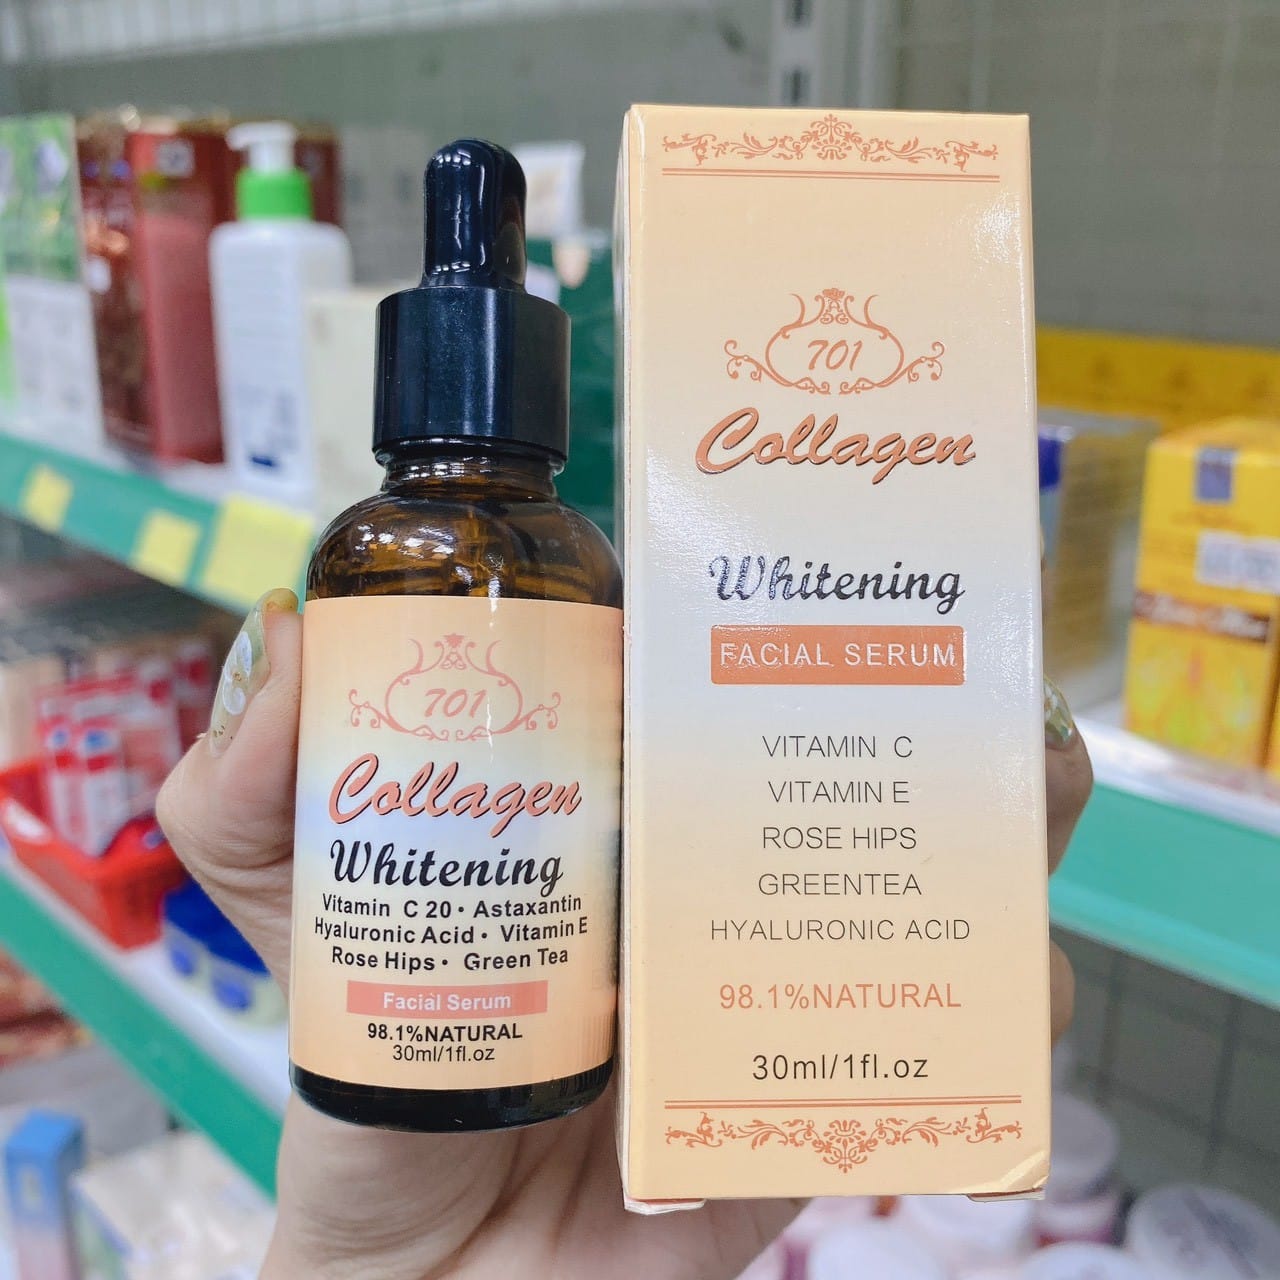 701
Collagen
Whitening
Vitamin C 20 • Astaxantin
Hyaluronic Acid • Vitamin E
Rose Hips • Green Tea
Facial Serum
98.1%NATURAL
30ml/1fl.oz
701
Collagen
Whitening
FACIAL SERUM
VITAMIN C
VITAMIN E
ROSE HIPS
GREENTEA
HYALURONIC ACID
98.1%NATURAL
30ml/1fl.oz